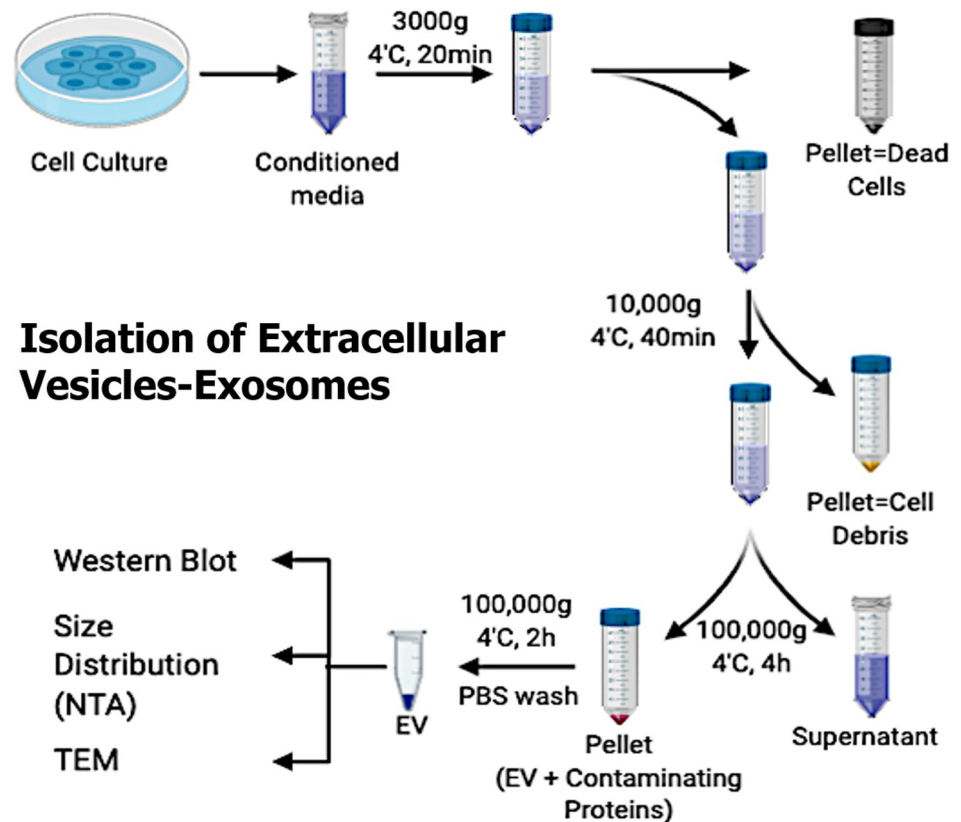 3000g
4'C, 20min
Cell Culture
Conditioned
media
Pellet=Dead
Cells
10,000g
4'C, 40min
Isolation of Extracellular
Vesicles-Exosomes
Pellet=Cell
Debris
Western Blot
Size
Distribution
(NTA)
TEM
EV
100,000g
4'C, 2h
PBS wash
100,000g
4'C, 4h
Pellet
(EV + Contaminating
Proteins)
Supernatant